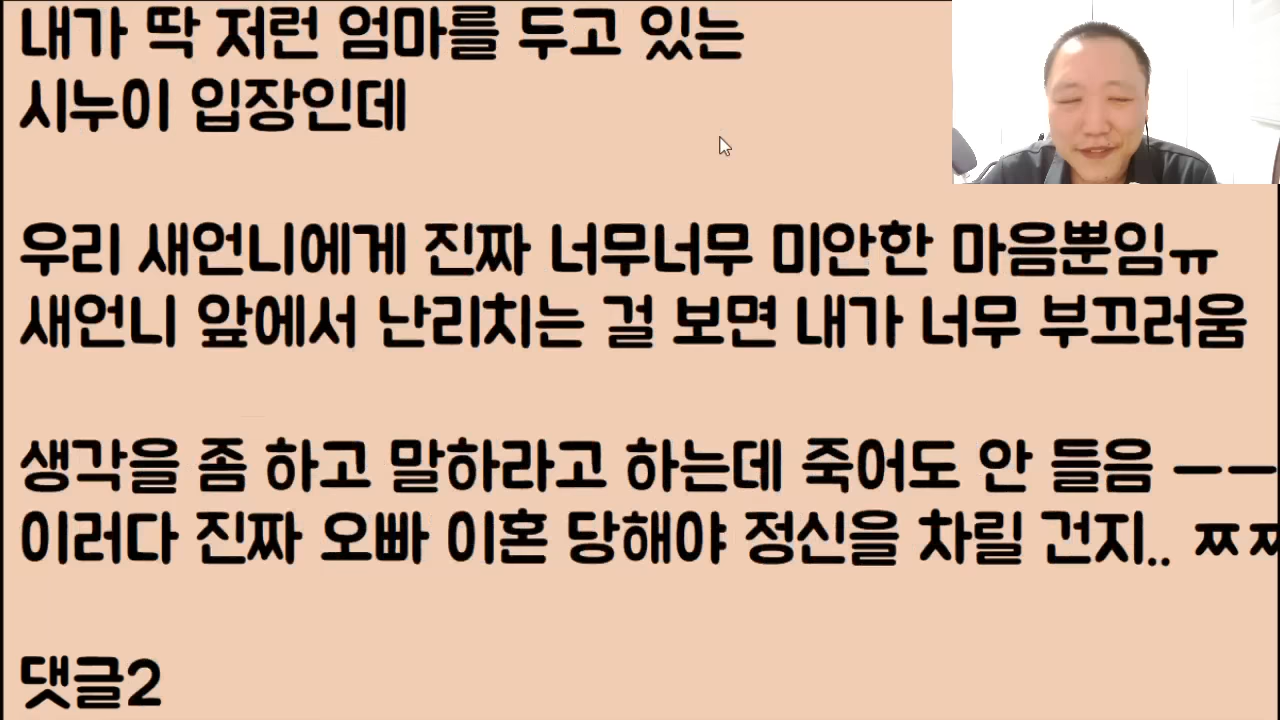 내가 딱 저런 엄마를 두고 있는
시누이 입장인데
우리 새언니에게 진짜 너무너무 미안한 마음뿐임ㅠ
새언니 앞에서 난리치는 걸 보면 내가 너무 부끄러움
생각을 좀 하고 말하라고 하는데 죽어도 안 들음 ㅡㅡ
이러다 진짜 오빠 이혼 당해야 정신을 차릴 건지.. ㅉㅉ
댓글2